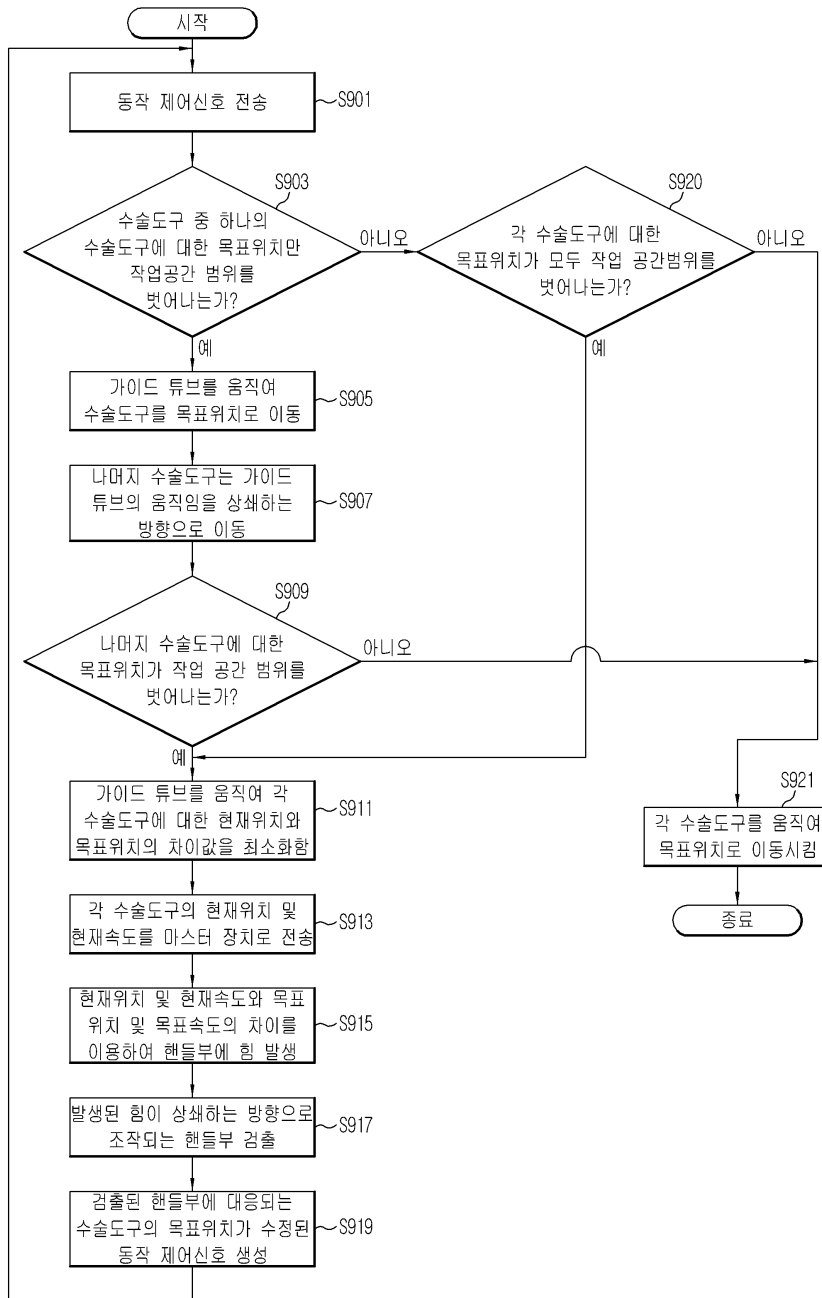 시작
동작 제어신호 전송
S901
S903
수술도구 중 하나의
수술도구에 대한 목표위치만
작업공간 범위를
벗어나는가?
아니오
예
S920
각 수술도구에 대한
목표위치가 모두 작업 공간범위를
벗어나는가?
아니오
예
가이드 튜브를 움직여
수술도구를 목표위치로 이동
S905
나머지 수술도구는 가이드
튜브의 움직임을 상쇄하는
방향으로 이동
S907
S909
나머지 수술도구에 대한
목표위치가 작업 공간 범위를
벗어나는가?
아니오
예
가이드 튜브를 움직여 각
수술도구에 대한 현재위치와
목표위치의 차이값을 최소화함
S911
S921
각 수술도구를 움직여
목표위치로 이동시킴
종료
각 수술도구의 현재위치 및
현재속도를 마스터 장치로 전송
S913
현재위치 및 현재속도와 목표
위치 및 목표속도의 차이를
이용하여 핸들부에 힘 발생
S915
발생된 힘이 상쇄하는 방향으로
조작되는 핸들부 검출
S917
검출된 핸들부에 대응되는
수술도구의 목표위치가 수정된
동작 제어신호 생성
S919